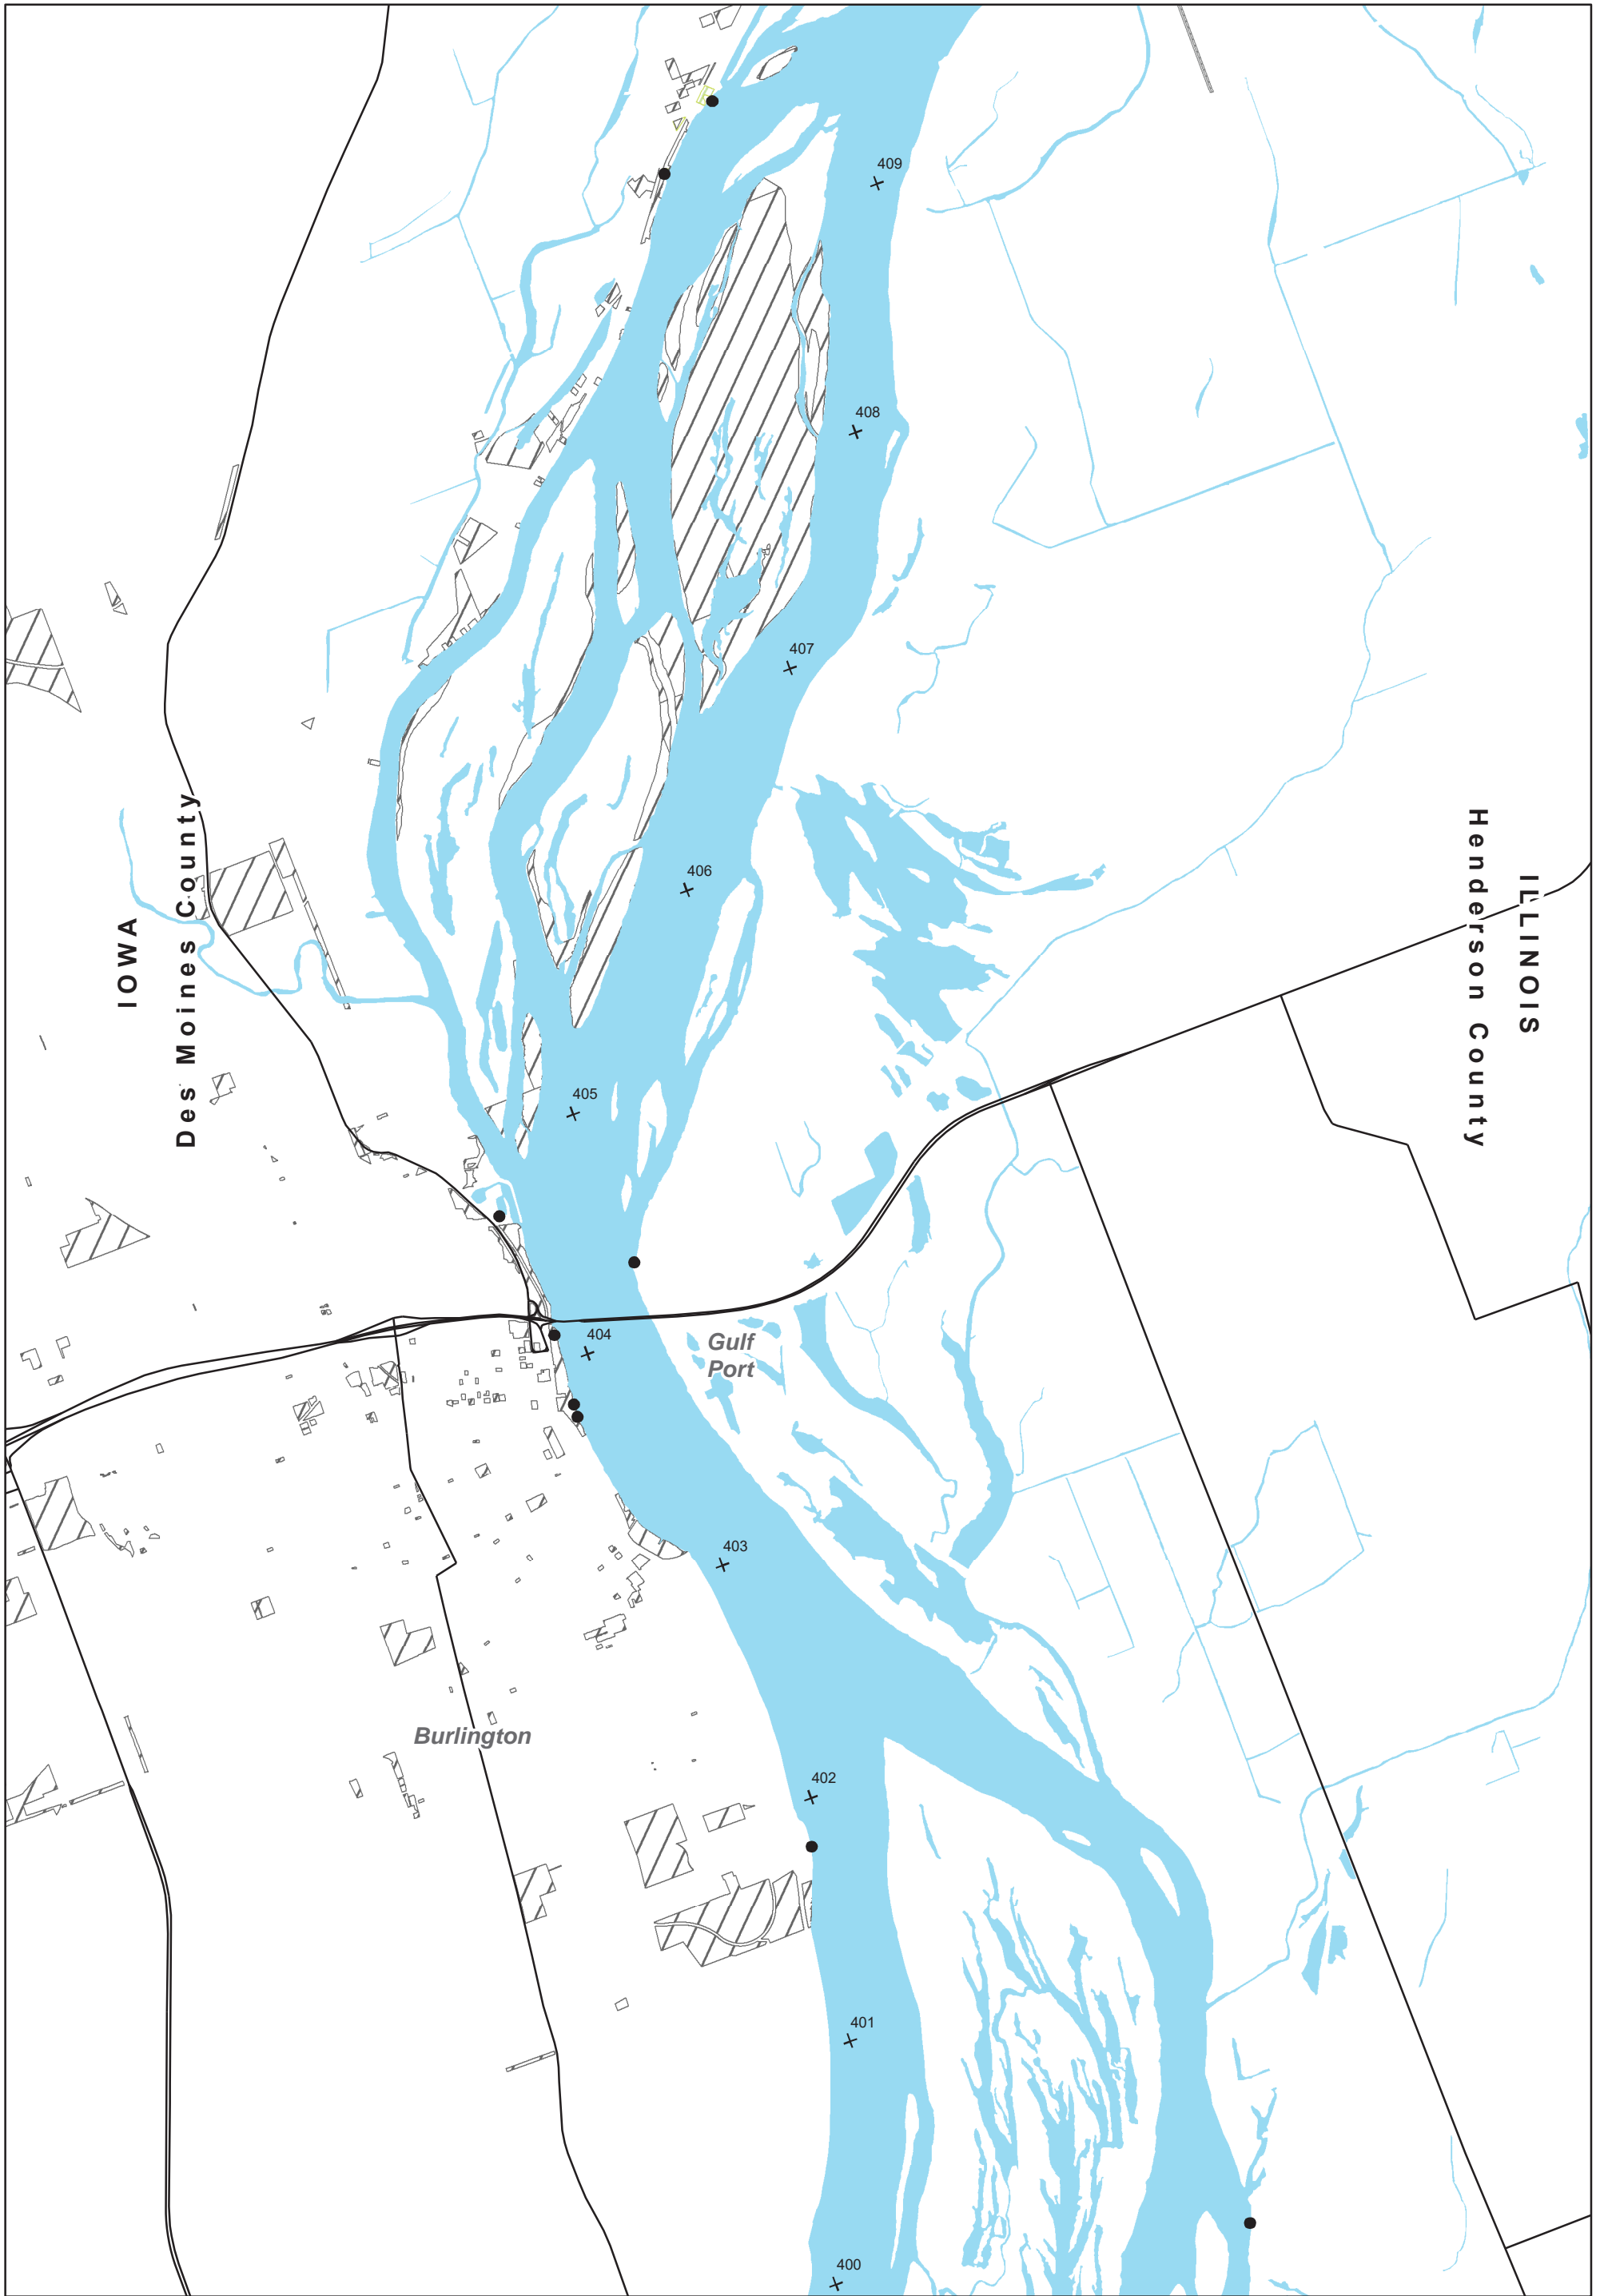 409
408
407
406
IOWA
Des Moines County
Henderson County
ILLINOIS
405
404
Gulf
Port
403
Burlington
402
401
400